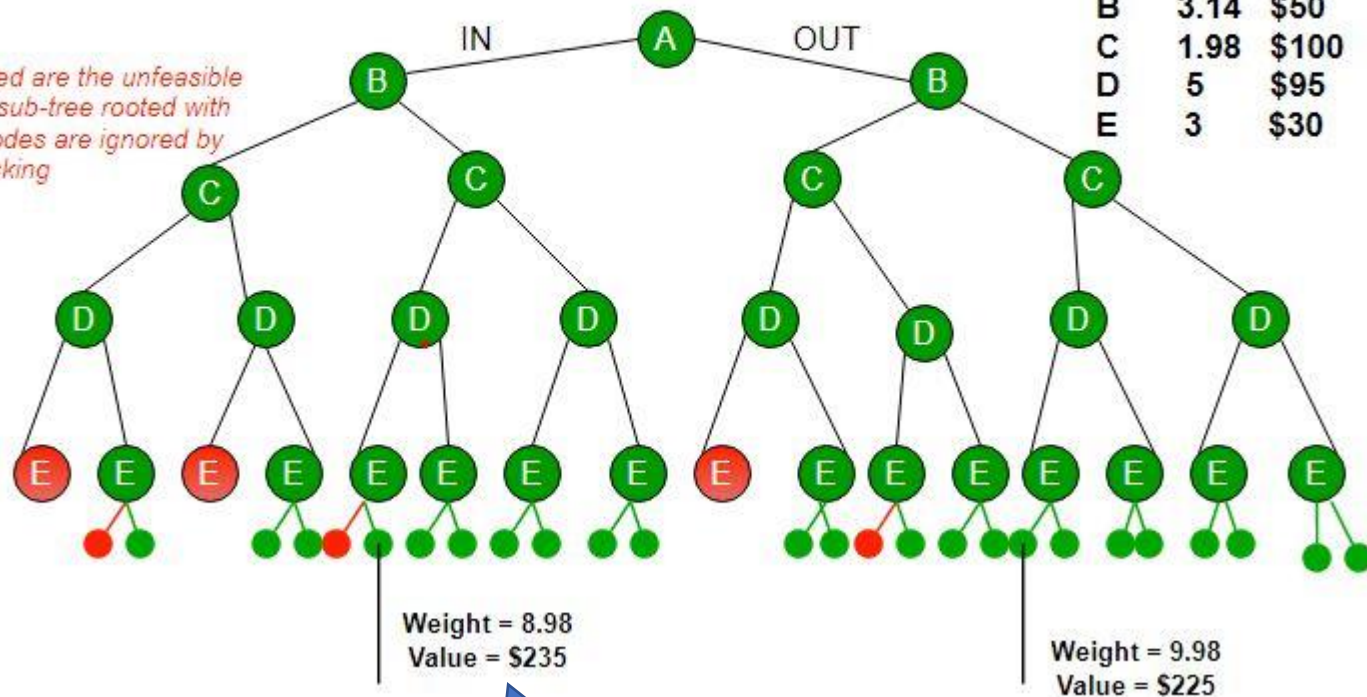 B 3.14 $50
IN A OUT
C 1.98 $100
ed are the unfeasible
B B
D 5 $95
sub-tree rooted with
odes are ignored by
E 3 $30
cking
C C C C
D D D D D D D D
E E E E E E E E E E E E E E E E
Weight = 8.98
Value = $235
Weight = 9.98
Value = $225